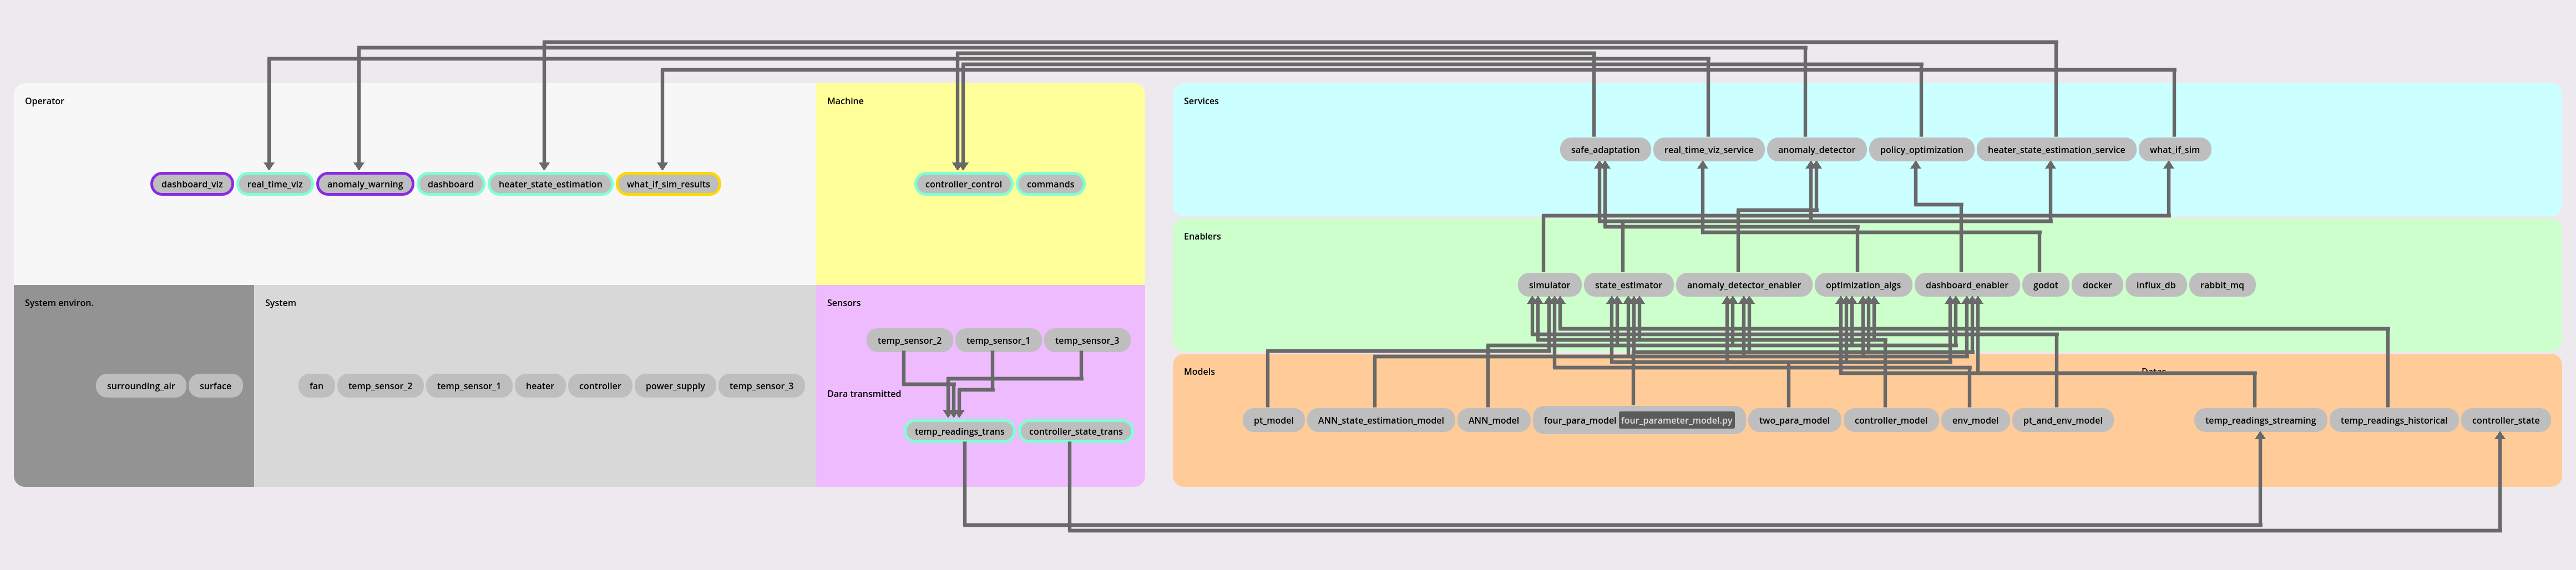 Operator
Machine
Services
dashboard_viz
real_time_viz
anomaly_warning
dashboard
heater_state_estimation
what_if_sim_results
controller_control
commands
safe_adaptation
real_time_viz_service
anomaly_detector
policy_optimization
heater_state_estimation_service
what_if_sim
Enablers
simulator
state_estimator
anomaly_detector_enabler
optimization_algs
dashboard_enabler
godot
docker
influx_db
rabbit_mq
System environ.
System
Sensors
surrounding_air
surface
fan
temp_sensor_2
temp_sensor_1
heater
controller
power_supply
temp_sensor_3
temp_sensor_2
temp_sensor_1
temp_sensor_3
Dara transmitted
temp_readings_trans
controller_state_trans
Models
Datas
pt_model
ANN_state_estimation_model
ANN_model
four_para_model four_parameter_model.py
two_para_model
controller_model
env_model
pt_and_env_model
temp_readings_streaming
temp_readings_historical
controller_state